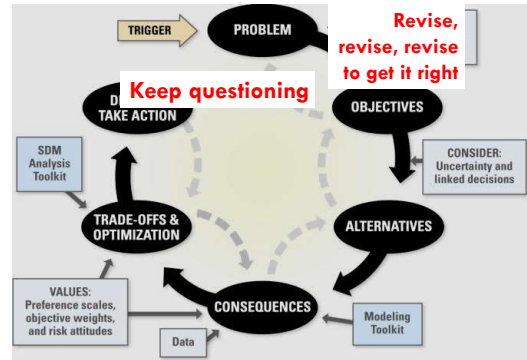 TRIGGER
PROBLEM
Revise,
revise, revise
to get it right
Keep questioning
TAKE ACTION
OBJECTIVES
SDM
Analysis
Toolkit
CONSIDER:
Uncertainty and
linked decisions
TRADE-OFFS &
OPTIMIZATION
ALTERNATIVES
VALUES:
Preference scales,
objective weights,
and risk attitudes
CONSEQUENCES
Data
Modeling
Toolkit